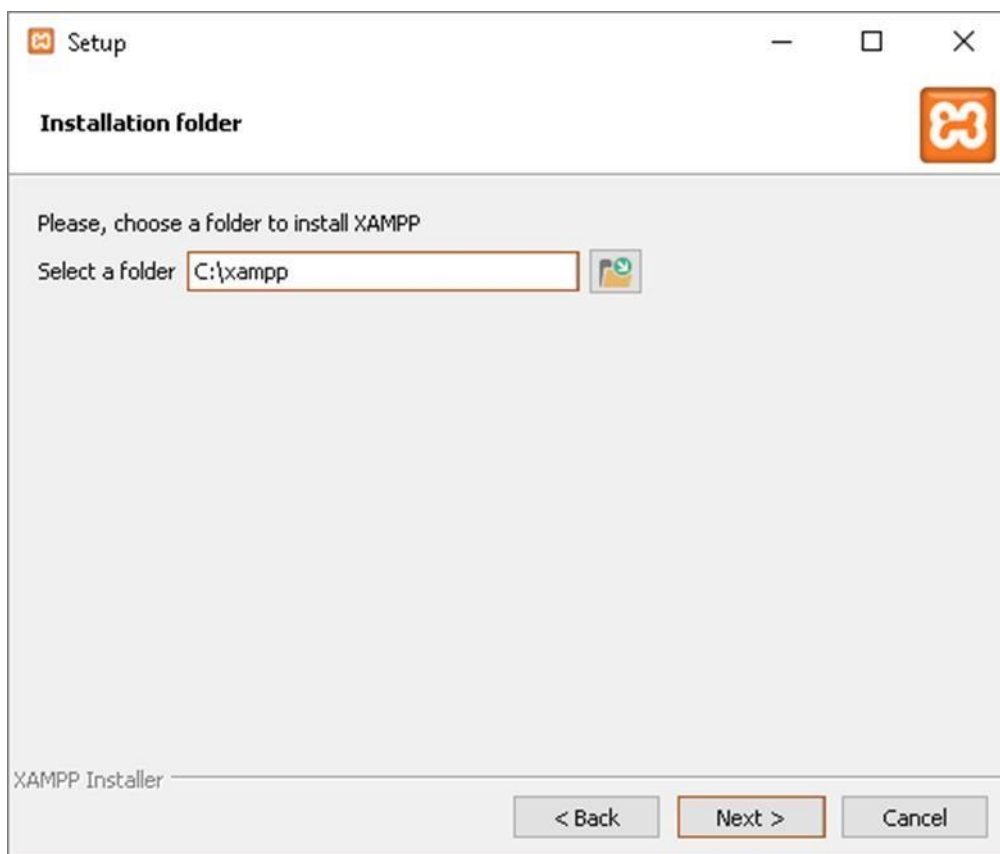 Setup
Installation folder
Please, choose a folder to install XAMPP
Select a folder C:\xampp
XAMPP Installer
< Back Next > Cancel